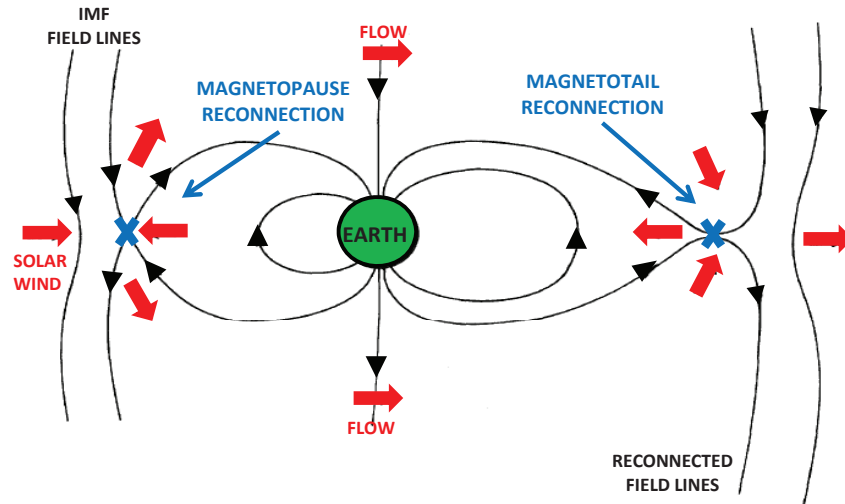 IMF
FIELD LINES
FLOW
MAGNETOPAUSE
RECONNECTION
MAGNETOTAIL
RECONNECTION
EARTH
SOLAR
WIND
FLOW
RECONNECTED
FIELD LINES